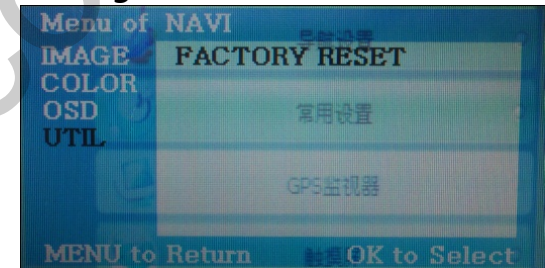 Menu of NAVI
IMAGE FACTORY RESET
COLOR
OSD
常用设置
UTIL
GPS监视器
MENU to Return OK to Select